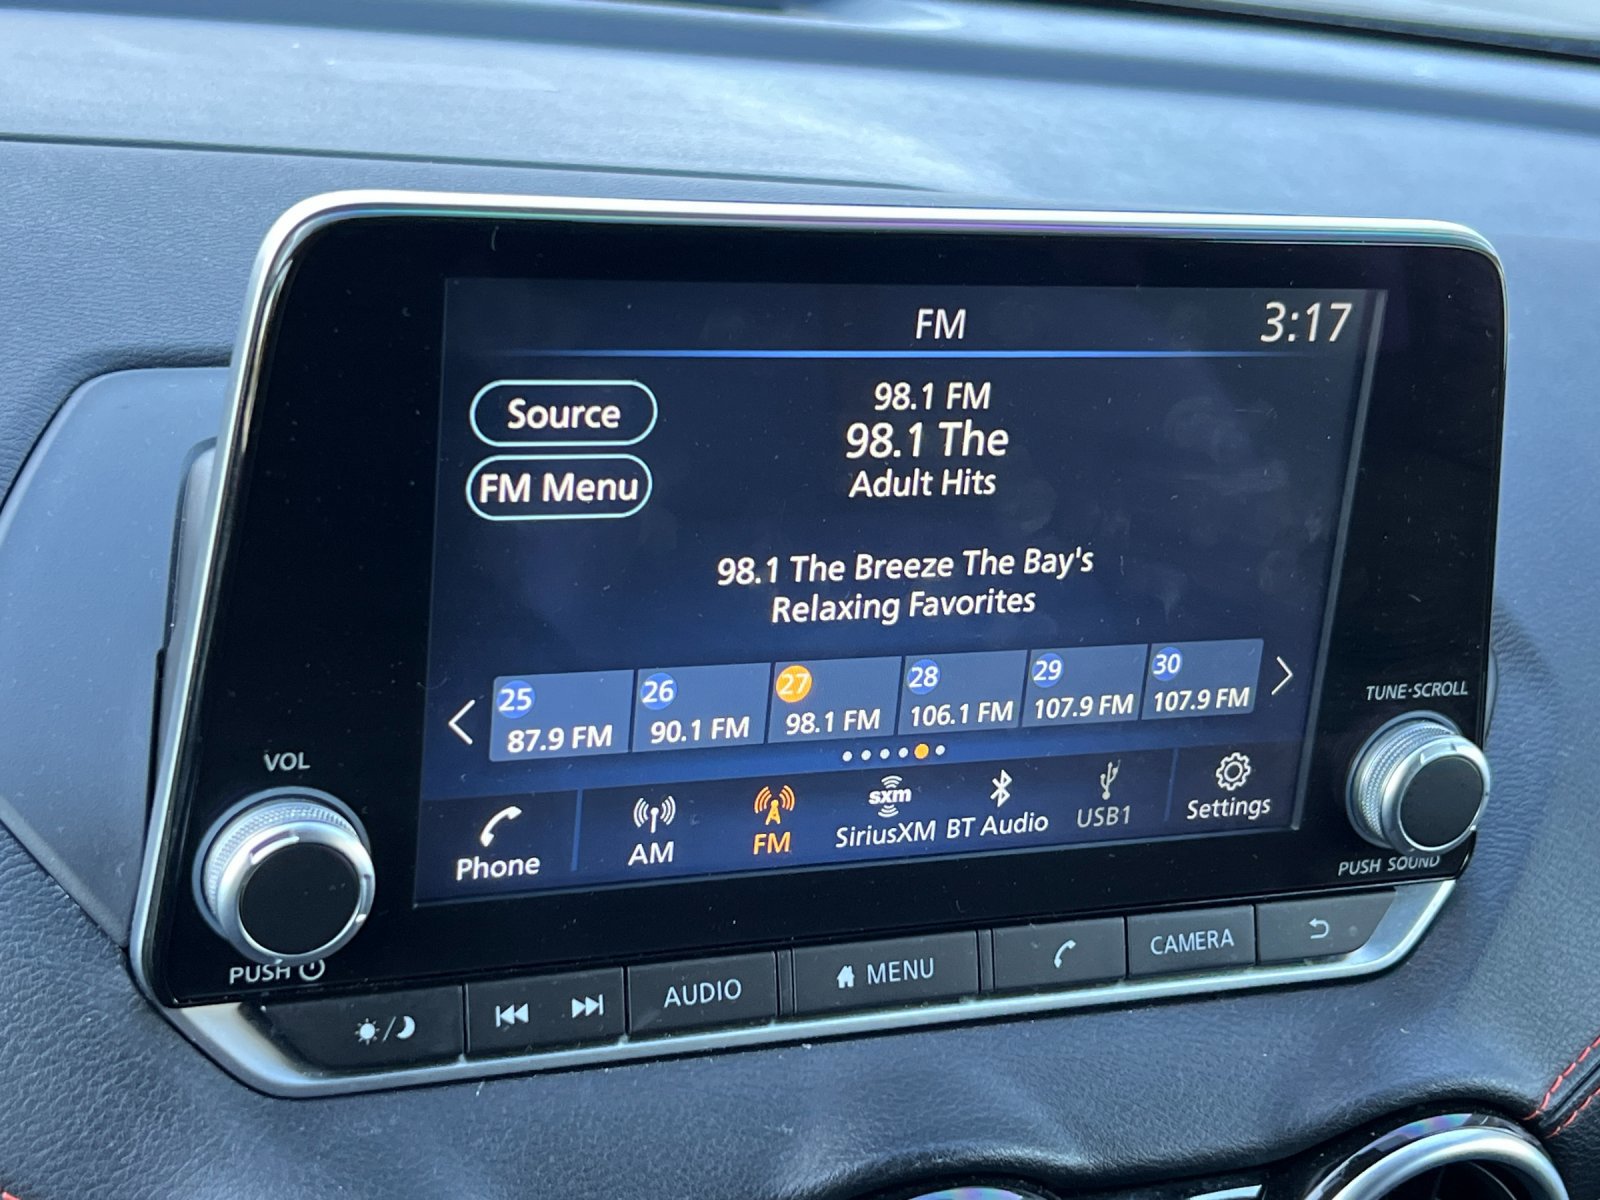 FM
3:17
Source
98.1 FM
98.1 The
Adult Hits
FM Menu
98.1 The Breeze The Bay's
Relaxing Favorites
25
87.9 FM
26
90.1 FM
27
98.1 FM
28
106.1 FM
29
107.9 FM
30
107.9 FM
Phone
AM
FM
sxm
SiriusXM
BT Audio
USB1
Settings
VOL
PUSH
TUNE·SCROLL
PUSH SOUND
AUDIO
MENU
CAMERA